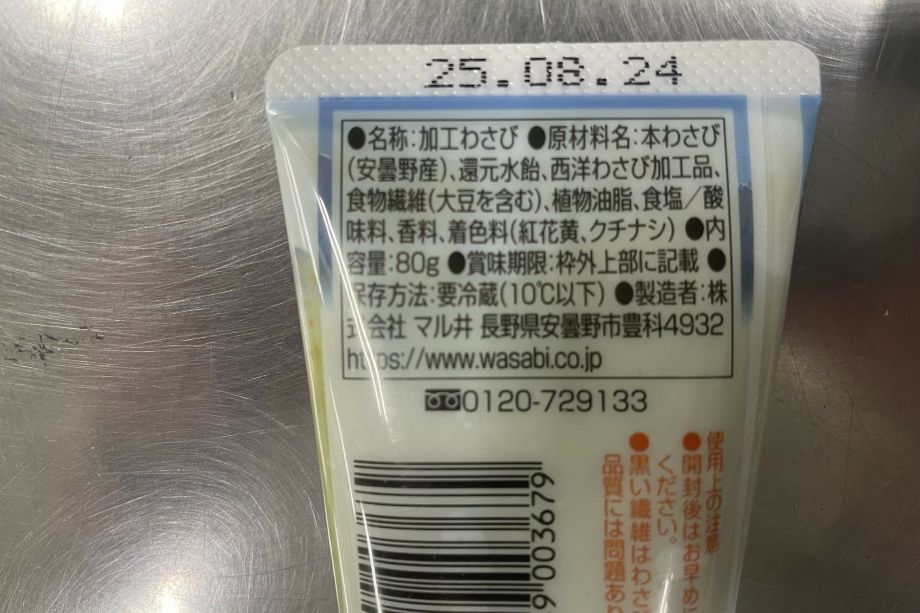 25.08.24
●名称:加工わさび ●原材料名:本わさび
(安曇野産)、還元水飴、西洋わさび加工品、
食物繊維(大豆を含む)、植物油脂、食塩／酸
味料、香料、着色料(紅花黄、クチナシ) ●内
容量:80g ●賞味期限:枠外上部に記載 ●
保存方法:要冷蔵(10℃以下) ●製造者:株
式会社 マル井 長野県安曇野市豊科4932
https://www.wasabi.co.jp
0120-729133
使用上の注意
●開封後はお早めに
ください。
●黒い繊維はわさ
品質には問題あり
9 003679